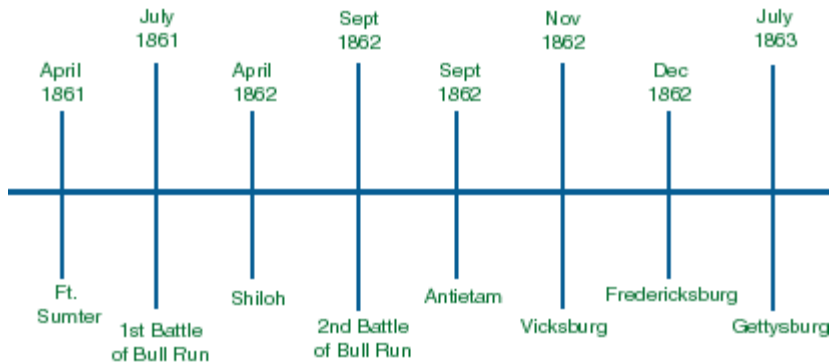 July
1861
Sept
1862
Nov
1862
July
1863
April
1861
April
1862
Sept
1862
Dec
1862
Ft.
Sumter
1st Battle
of Bull Run
Shiloh
2nd Battle
of Bull Run
Antietam
Vicksburg
Fredericksburg
Gettysburg